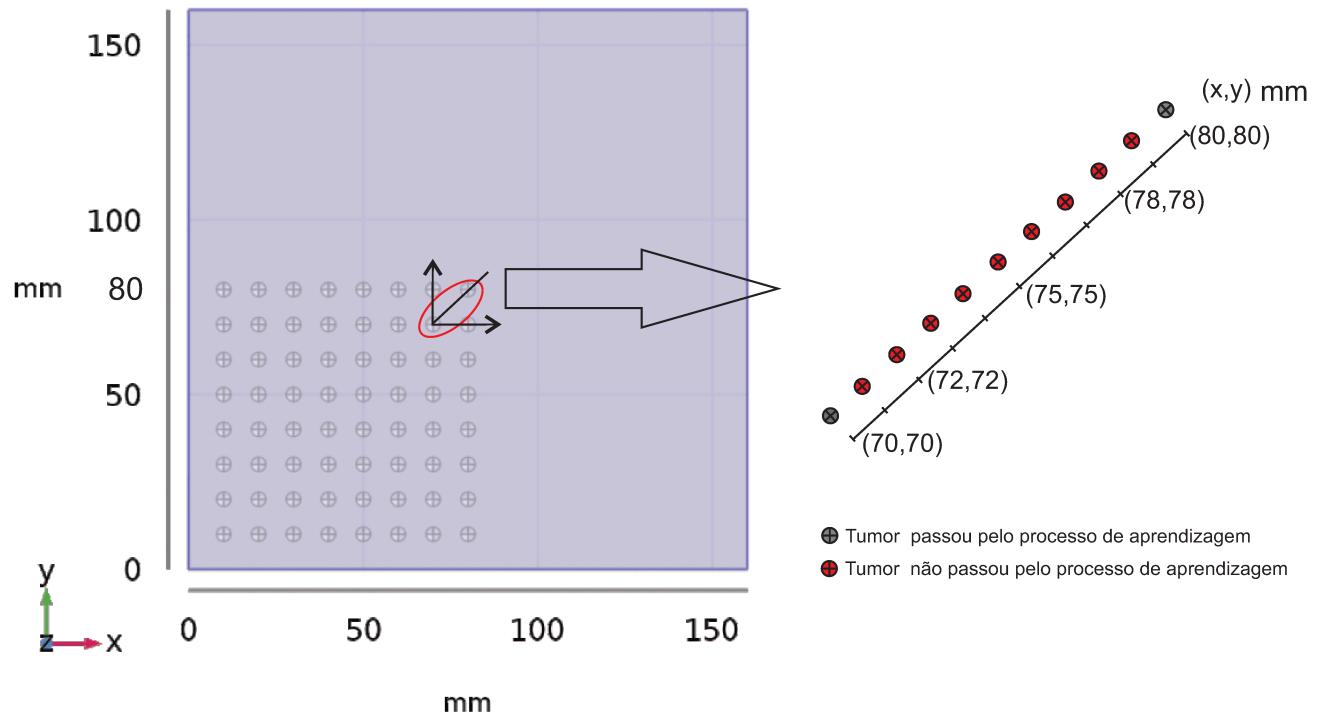 150
100
mm
80
50
0
0
50
100
150
mm
y
z
x
(x,y) mm
(80,80)
(78,78)
(75,75)
(72,72)
(70,70)
Tumor passou pelo processo de aprendizagem
Tumor não passou pelo processo de aprendizagem